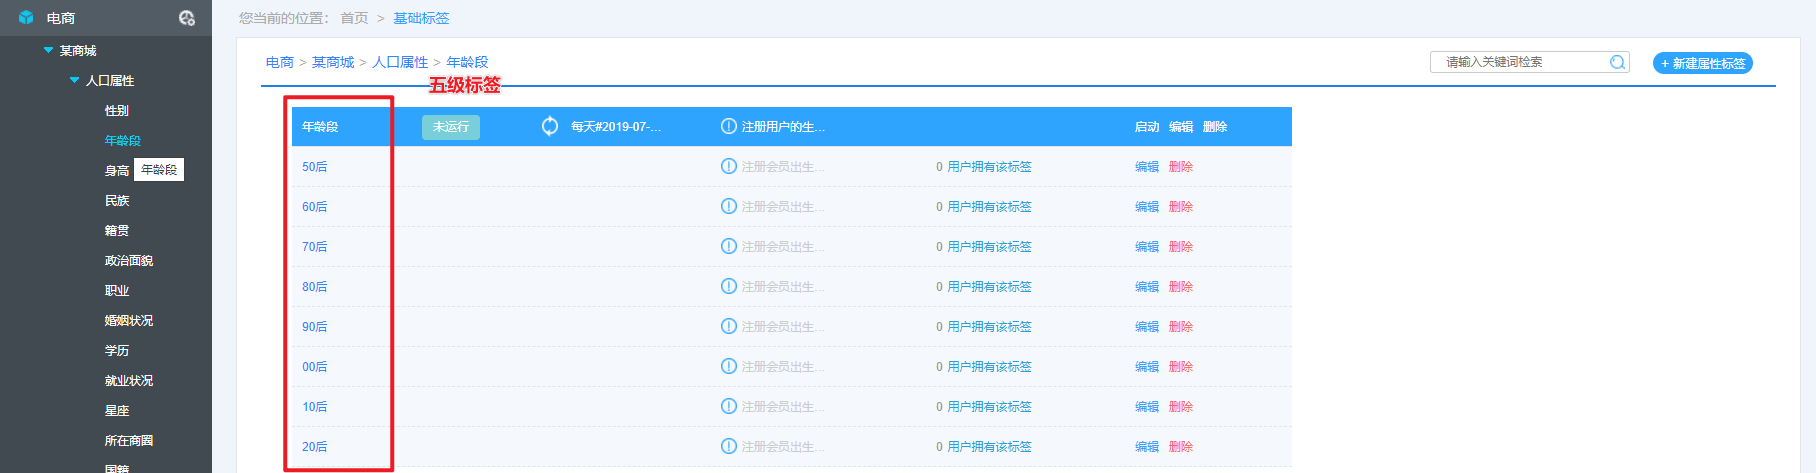 电商
某商城
人口属性
性别
年龄段
身高
年龄段
民族
籍贯
政治面貌
职业
婚姻状况
学历
就业状况
星座
所在商圈
国籍
您当前的位置： 首页 > 基础标签
电商 > 某商城 > 人口属性 > 年龄段
请输入关键词检索
+ 新建属性标签
五级标签
年龄段 未运行 每天#2019-07-... 注册用户的生... 启动 编辑 删除
50后 注册会员出生... 0 用户拥有该标签 编辑 删除
60后 注册会员出生... 0 用户拥有该标签 编辑 删除
70后 注册会员出生... 0 用户拥有该标签 编辑 删除
80后 注册会员出生... 0 用户拥有该标签 编辑 删除
90后 注册会员出生... 0 用户拥有该标签 编辑 删除
00后 注册会员出生... 0 用户拥有该标签 编辑 删除
10后 注册会员出生... 0 用户拥有该标签 编辑 删除
20后 注册会员出生... 0 用户拥有该标签 编辑 删除